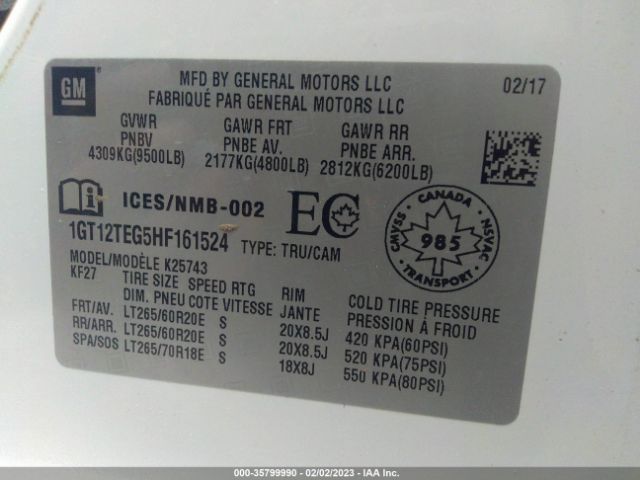 GM
MFD BY GENERAL MOTORS LLC
FABRIQUÉ PAR GENERAL MOTORS LLC
02/17
GVWR GAWR FRT GAWR RR
PNBV PNBE AV. PNBE ARR.
4309KG(9500LB) 2177KG(4800LB) 2812KG(6200LB)
ICES/NMB-002 EC
1GT12TEG5HF161524 TYPE: TRU/CAM
CANADA
CMVSS 985 NSVAC
TRANSPORT
MODEL/MODÈLE K25743
KF27 TIRE SIZE SPEED RTG RIM COLD TIRE PRESSURE
DIM. PNEU COTE VITESSE JANTE PRESSION À FROID
FRT/AV. LT265/60R20E S 20X8.5J 420 KPA(60PSI)
RR/ARR. LT265/60R20E S 20X8.5J 520 KPA(75PSI)
SPA/SOS LT265/70R18E S 18X8J 550 KPA(80PSI)
000-35799990 - 02/02/2023 - IAA Inc.